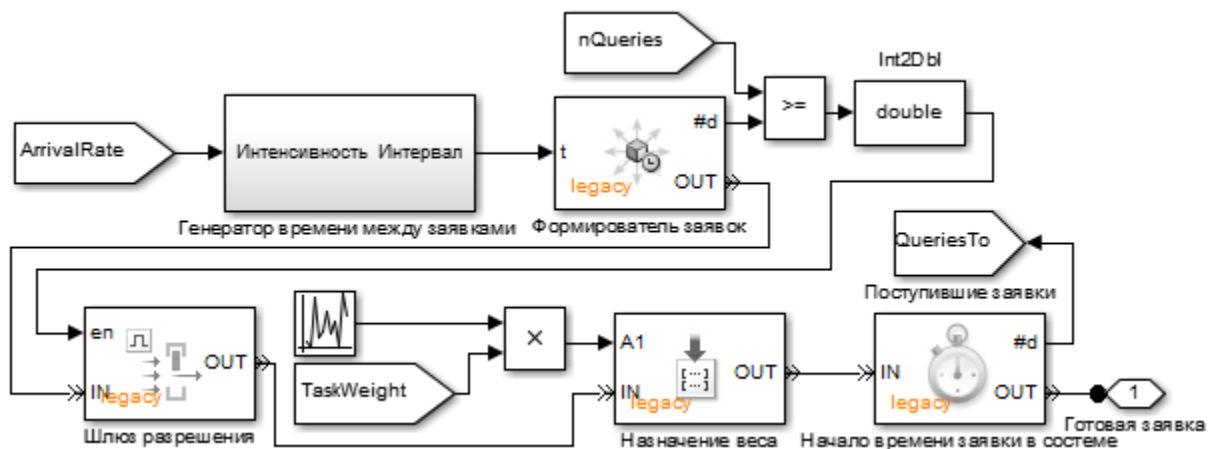 nQueries
Int2Dbl
>=
double
#d
ArrivalRate
Интенсивность Интервал
t
legacy
OUT
Генератор времени между заявками
Формирователь заявок
QueriesTo
Поступившие заявки
en
OUT
IN
legacy
Шлюз разрешения
TaskWeight
×
A1
OUT
IN
legacy
Назначение веса
#d
IN
OUT
legacy
Начало времени заявки в состеме
1
Готовая заявка